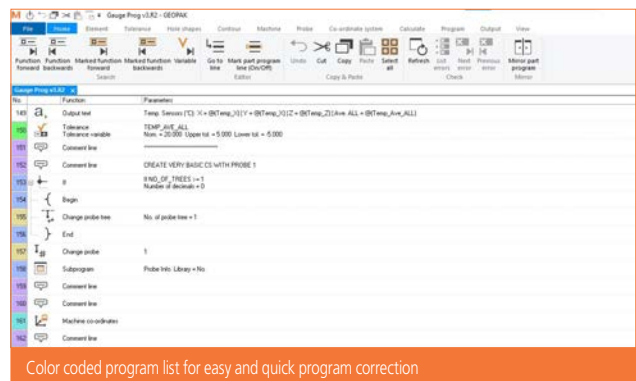 Gauge Prog v3.R2 - GEOPAK
File Home Element Tolerance Hole shapes Contour Machine Probe Co-ordinate system Calculate Program Output View
Function forward Function backwards Marked function forward Marked function backwards Variable Go to line Mark part program line (On/Off) Undo Cut Copy Paste Select all Refresh List errors Next error Previous error Mirror part program
Search Editor Copy & Paste Check Mirror
Gauge Prog v3.R2 x
No. Function Parameters
149 Output text Temp. Sensors (°C): X = @(Temp_X)|Y = @(Temp_Y)|Z = @(Temp_Z)|Ave. ALL = @(Temp_Ave_ALL)
150 Tolerance TEMP_AVE_ALL
Tolerance variable Nom. = 20.000 Upper tol. = 5.000 Lower tol. = -5.000
151 Comment line
152 Comment line CREATE VERY BASIC CS WITH PROBE 1
153 If If NO_OF_TREES >= 1
Number of decimals = 0
154 { Begin
155 Change probe tree No. of probe tree = 1
156 } End
157 Change probe 1
158 Subprogram Probe Info: Library = No
159 Comment line
160 Comment line
161 Machine co-ordinates
162 Comment line
Color coded program list for easy and quick program correction